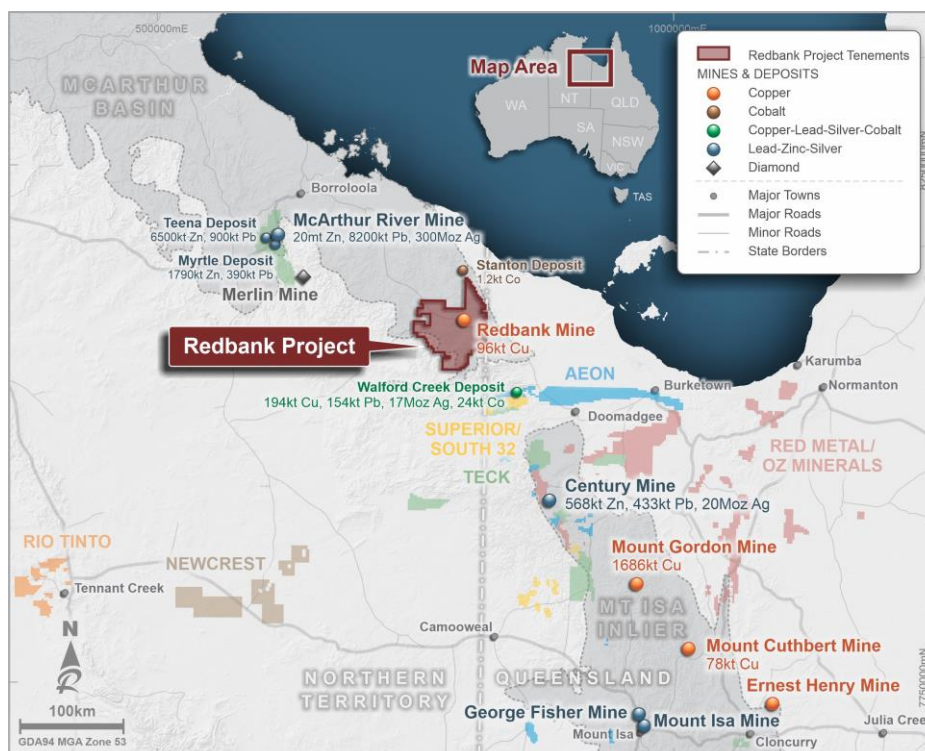 500000mE
1000000mE
8250000mN
7750000mN
MCARTHUR
BASIN
Map Area
WA
NT
QLD
SA
NSW
VIC
TAS
Redbank Project Tenements
MINES & DEPOSITS
Copper
Cobalt
Copper-Lead-Silver-Cobalt
Lead-Zinc-Silver
Diamond
Major Towns
Major Roads
Minor Roads
State Borders
Borroloola
Teena Deposit
6500kt Zn, 900kt Pb
McArthur River Mine
20mt Zn, 8200kt Pb, 300Moz Ag
Myrtle Deposit
1790kt Zn, 390kt Pb
Merlin Mine
Stanton Deposit
1.2kt Co
Redbank Project
Redbank Mine
96kt Cu
Walford Creek Deposit
194kt Cu, 154kt Pb, 17Moz Ag, 24kt Co
AEON
Burketown
Karumba
Normanton
Doomadgee
SUPERIOR/
SOUTH 32
TECK
RED METAL/
OZ MINERALS
Century Mine
568kt Zn, 433kt Pb, 20Moz Ag
RIO TINTO
NEWCREST
Tennant Creek
Mount Gordon Mine
1686kt Cu
MT ISA
INLIER
Camooweal
Mount Cuthbert Mine
78kt Cu
NORTHERN
TERRITORY
QUEENSLAND
Ernest Henry Mine
George Fisher Mine
Mount Isa Mine
Mount Isa
Cloncurry
Julia Cree
N
100km
GDA94 MGA Zone 53